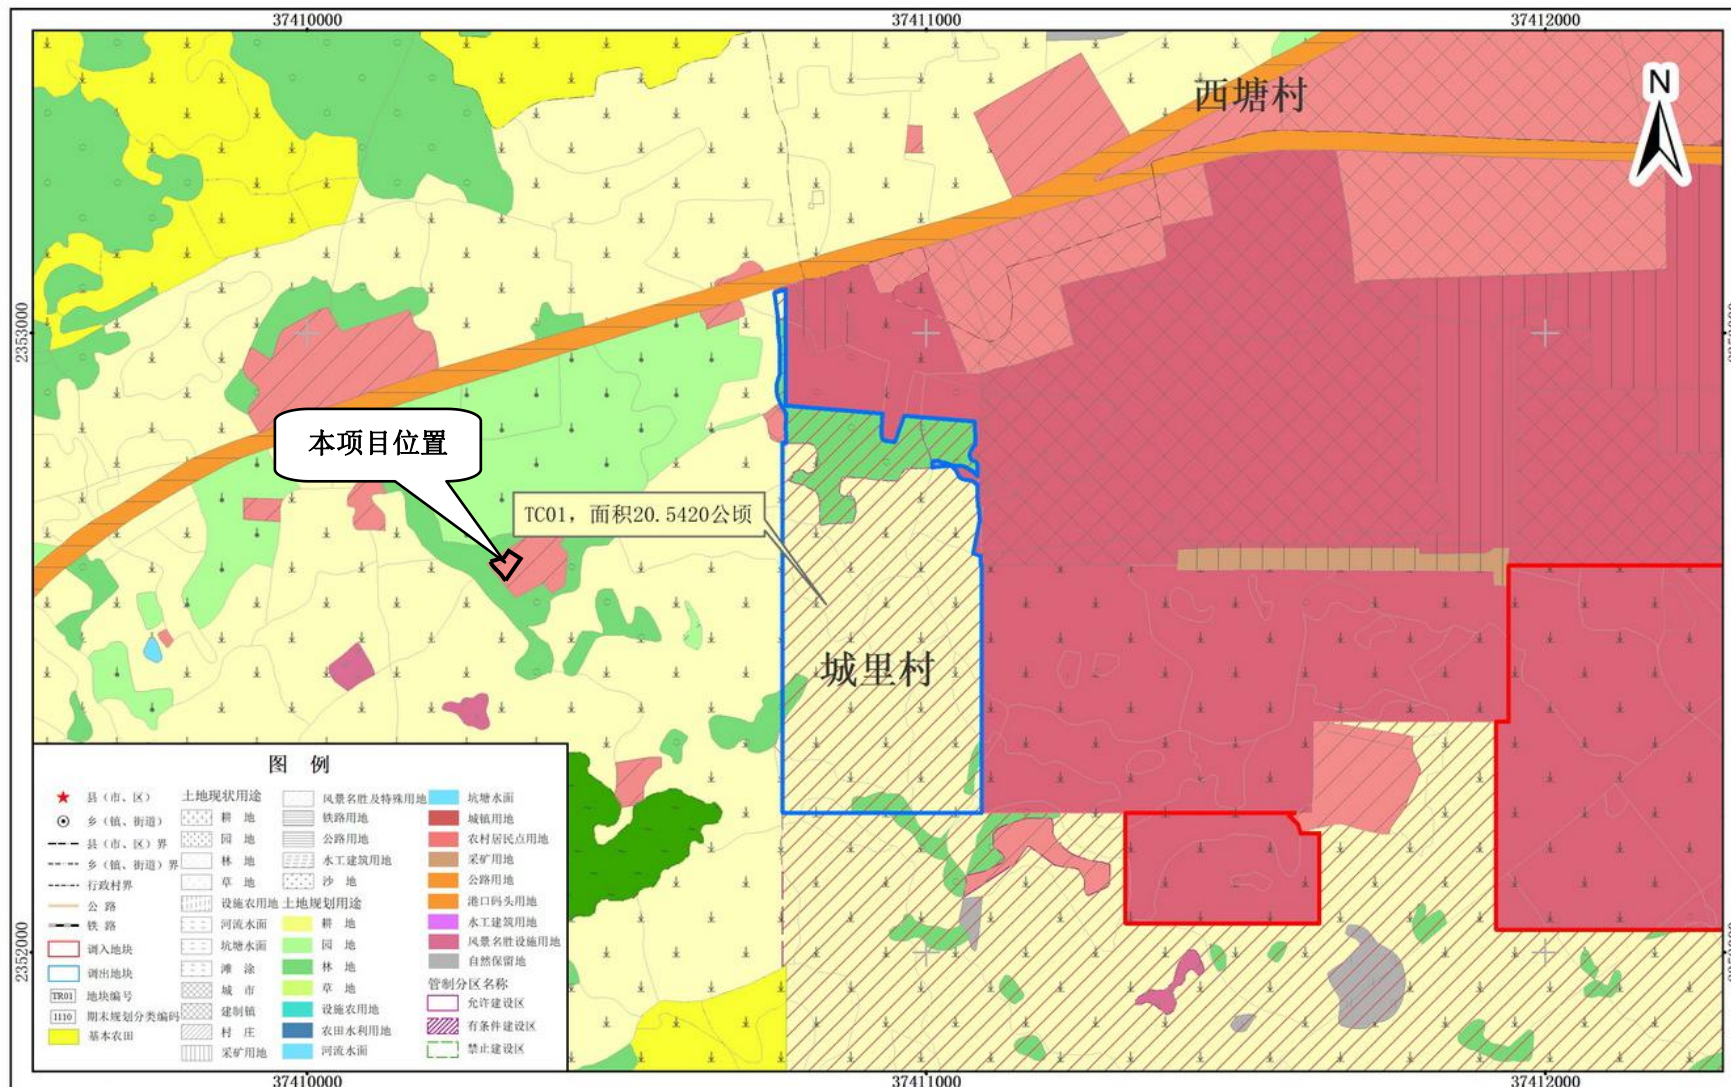 37410000
37411000
37412000
西塘村
N
2353000
本项目位置
TC01，面积20.5420公顷
城里村
图 例
县（市、区）
乡（镇、街道）
县（市、区）界
乡（镇、街道）界
行政村界
公 路
铁 路
调入地块
调出地块
TR01 地块编号
1110 期末规划分类编码
基本农田
土地现状用途
耕 地
园 地
林 地
草 地
设施农用地
河流水面
坑塘水面
滩 涂
城 市
建制镇
村 庄
采矿用地
风景名胜及特殊用地
铁路用地
公路用地
水工建筑用地
沙 地
土地规划用途
耕 地
园 地
林 地
草 地
设施农用地
农田水利用地
河流水面
坑塘水面
城镇用地
农村居民点用地
采矿用地
公路用地
港口码头用地
水工建筑用地
风景名胜设施用地
自然保留地
管制分区名称
允许建设区
有条件建设区
禁止建设区
2352000
37410000
37411000
37412000